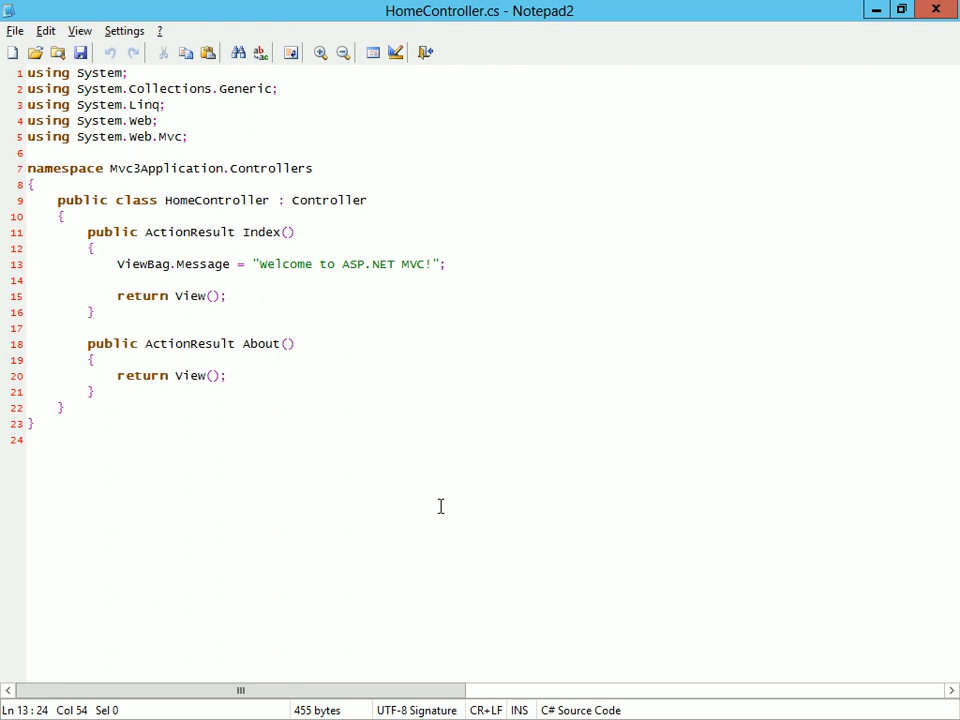 HomeController.cs - Notepad2
File Edit View Settings ?
1 using System;
2 using System.Collections.Generic;
3 using System.Linq;
4 using System.Web;
5 using System.Web.Mvc;
6
7 namespace Mvc3Application.Controllers
8 {
9 public class HomeController : Controller
10 {
11 public ActionResult Index()
12 {
13 ViewBag.Message = "Welcome to ASP.NET MVC!";
14
15 return View();
16 }
17
18 public ActionResult About()
19 {
20 return View();
21 }
22 }
23 }
24
Ln 13 : 24 Col 54 Sel 0 455 bytes UTF-8 Signature CR+LF INS C# Source Code